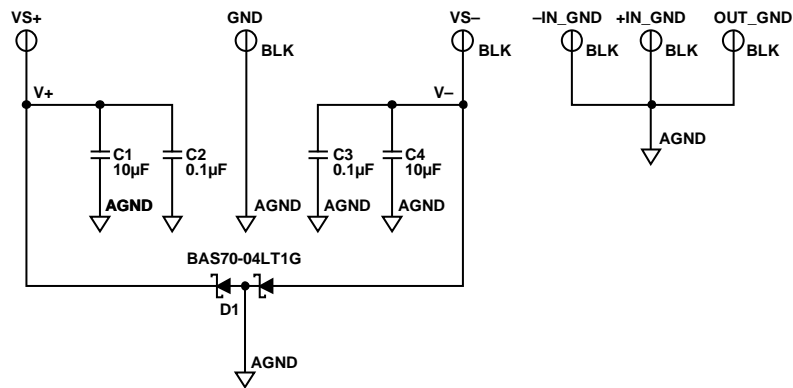 VS+
GND
VS–
–IN_GND
+IN_GND
OUT_GND
BLK
BLK
BLK
BLK
BLK
V+
V–
C1
10µF
C2
0.1µF
C3
0.1µF
C4
10µF
AGND
AGND
AGND
AGND
AGND
BAS70-04LT1G
D1
AGND